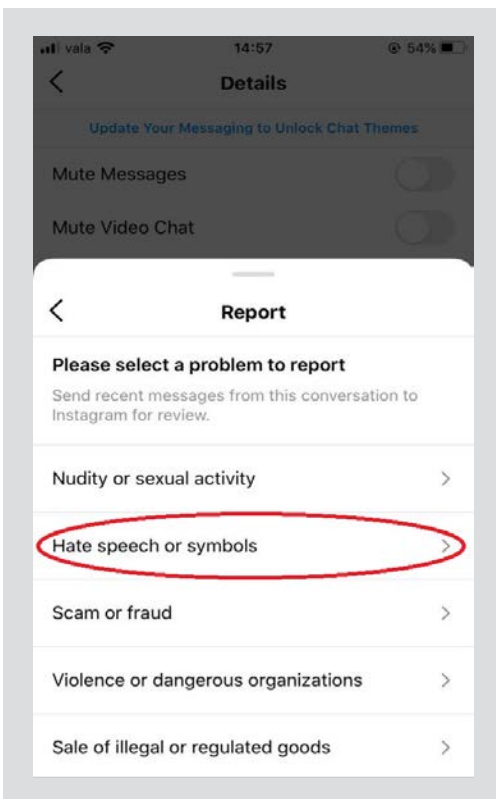 vala 14:57 54%
Details
Update Your Messaging to Unlock Chat Themes
Mute Messages
Mute Video Chat
Report
Please select a problem to report
Send recent messages from this conversation to
Instagram for review.
Nudity or sexual activity
Hate speech or symbols
Scam or fraud
Violence or dangerous organizations
Sale of illegal or regulated goods